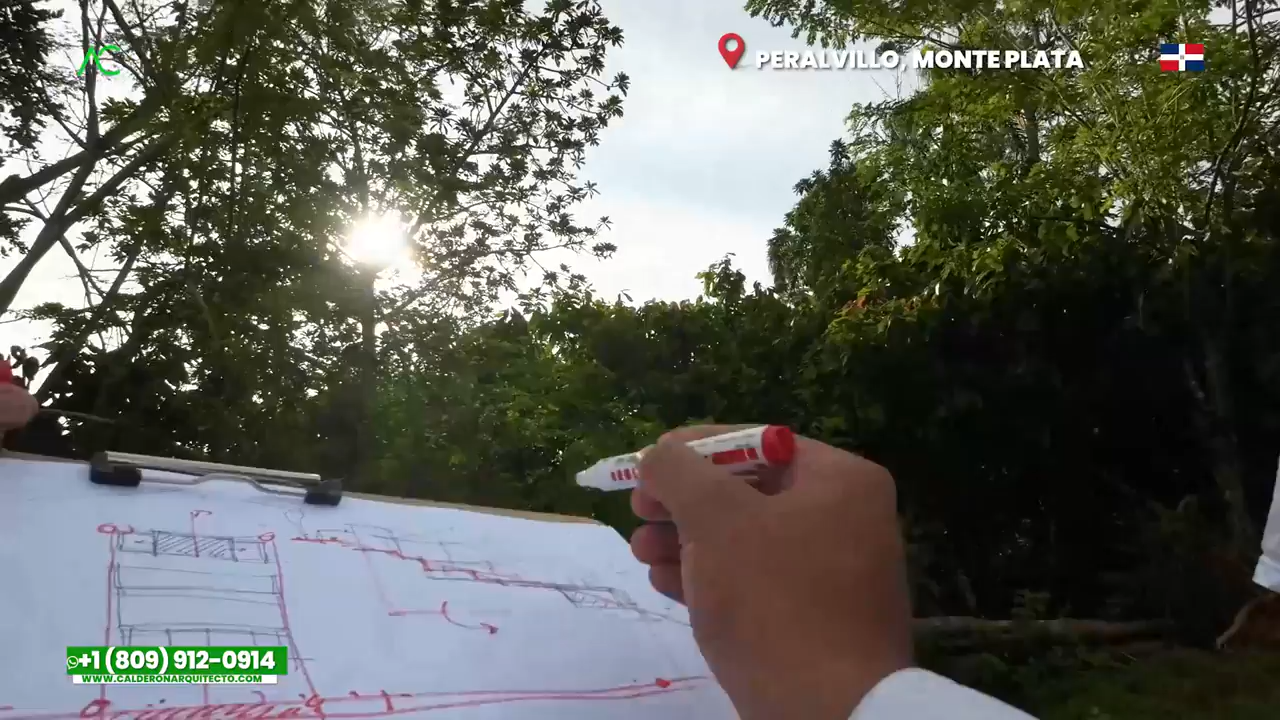 AC
PERALVILLO, MONTE PLATA
+1 (809) 912-0914
WWW.CALDERONARQUITECTO.COM